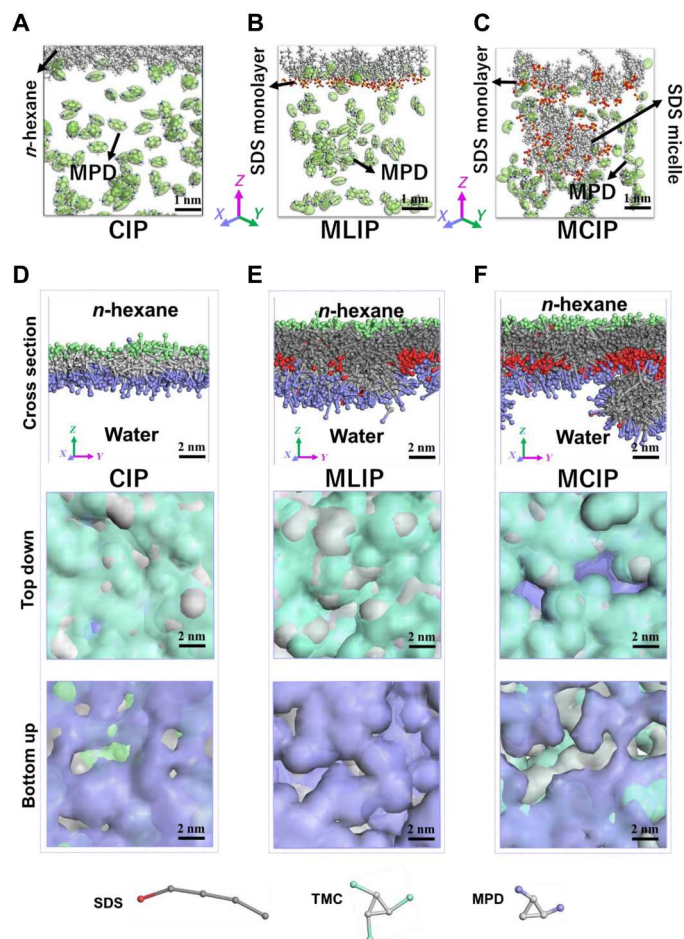 A
B
C
n-hexane
MPD
1 nm
CIP
SDS monolayer
MPD
1 nm
MLIP
SDS monolayer
SDS micelle
MPD
1 nm
MCIP
Z
X
Y
Z
X
Y
D
E
F
Cross section
n-hexane
Water
Z
X
Y
2 nm
CIP
n-hexane
Water
Z
X
Y
2 nm
MLIP
n-hexane
Water
Z
X
Y
2 nm
MCIP
Top down
2 nm
2 nm
2 nm
Bottom up
2 nm
2 nm
2 nm
SDS
TMC
MPD